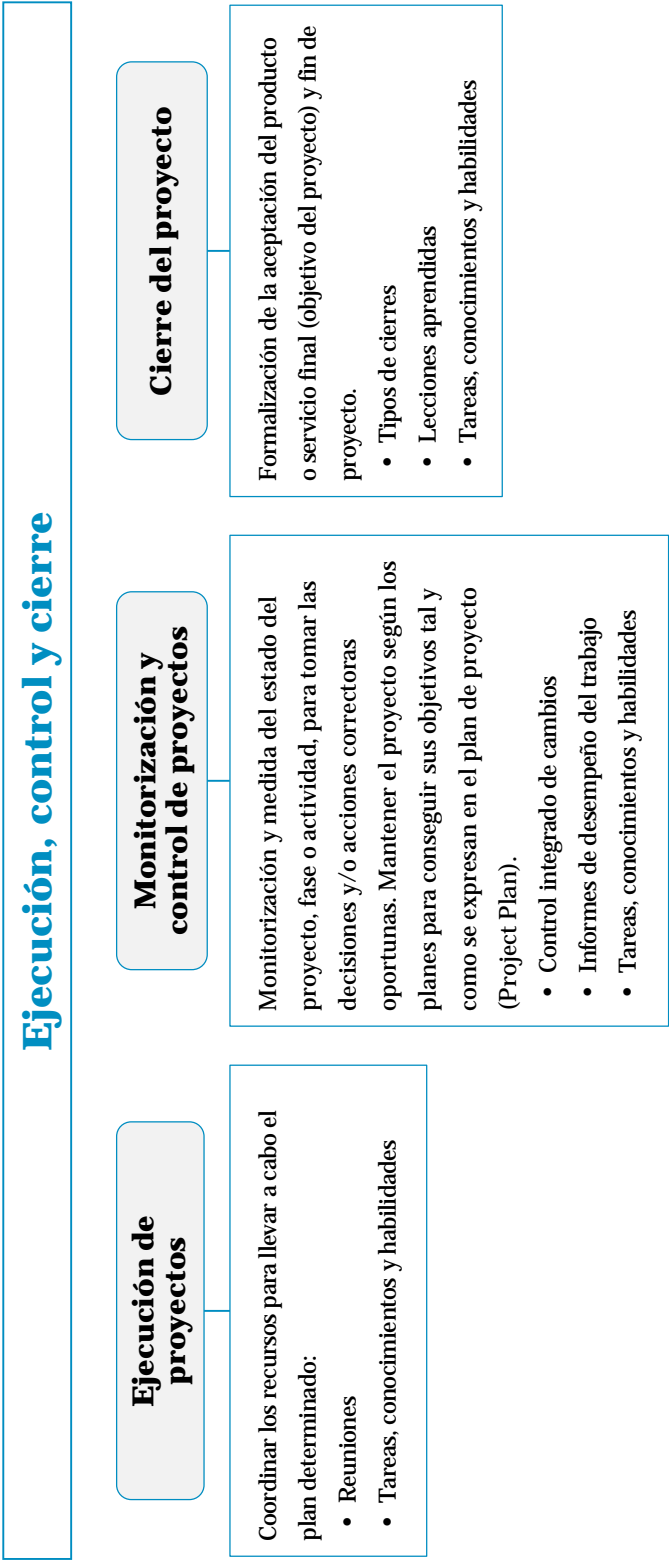 Ejecución, control y cierre
Ejecución de
proyectos
Coordinar los recursos para llevar a cabo el
plan determinado:
• Reuniones
• Tareas, conocimientos y habilidades
Monitorización y
control de proyectos
Monitorización y medida del estado del
proyecto, fase o actividad, para tomar las
decisiones y/o acciones correctoras
oportunas. Mantener el proyecto según los
planes para conseguir sus objetivos tal y
como se expresan en el plan de proyecto
(Project Plan).
• Control integrado de cambios
• Informes de desempeño del trabajo
• Tareas, conocimientos y habilidades
Cierre del proyecto
Formalización de la aceptación del producto
o servicio final (objetivo del proyecto) y fin de
proyecto.
• Tipos de cierres
• Lecciones aprendidas
• Tareas, conocimientos y habilidades